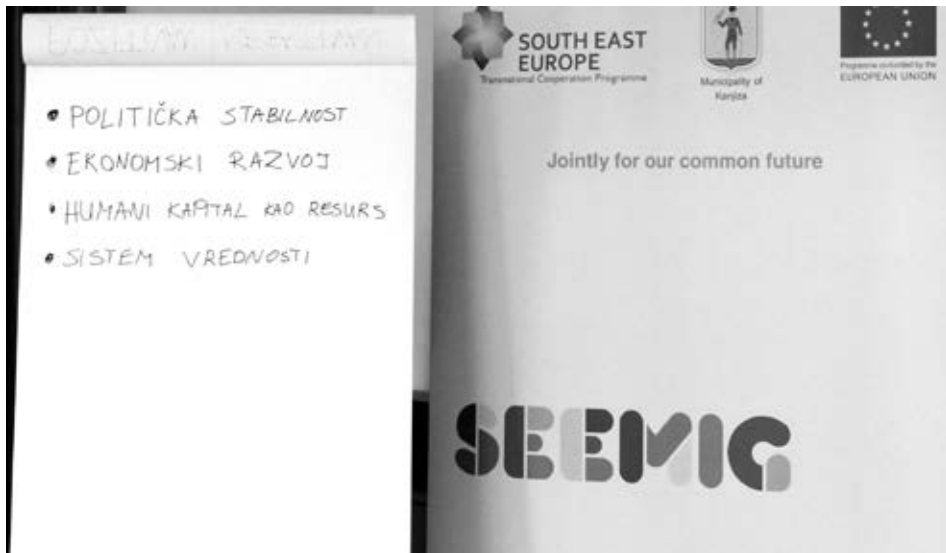 • POLITIČKA STABILNOST
• EKONOMSKI RAZVOJ
• HUMANI KAPITAL KAO RESURS
• SISTEM VREDNOSTI
SOUTH EAST
EUROPE
Transnational Cooperation Programme
Municipality of
Kanjiza
Programme co-funded by the
EUROPEAN UNION
Jointly for our common future
SEEMIG